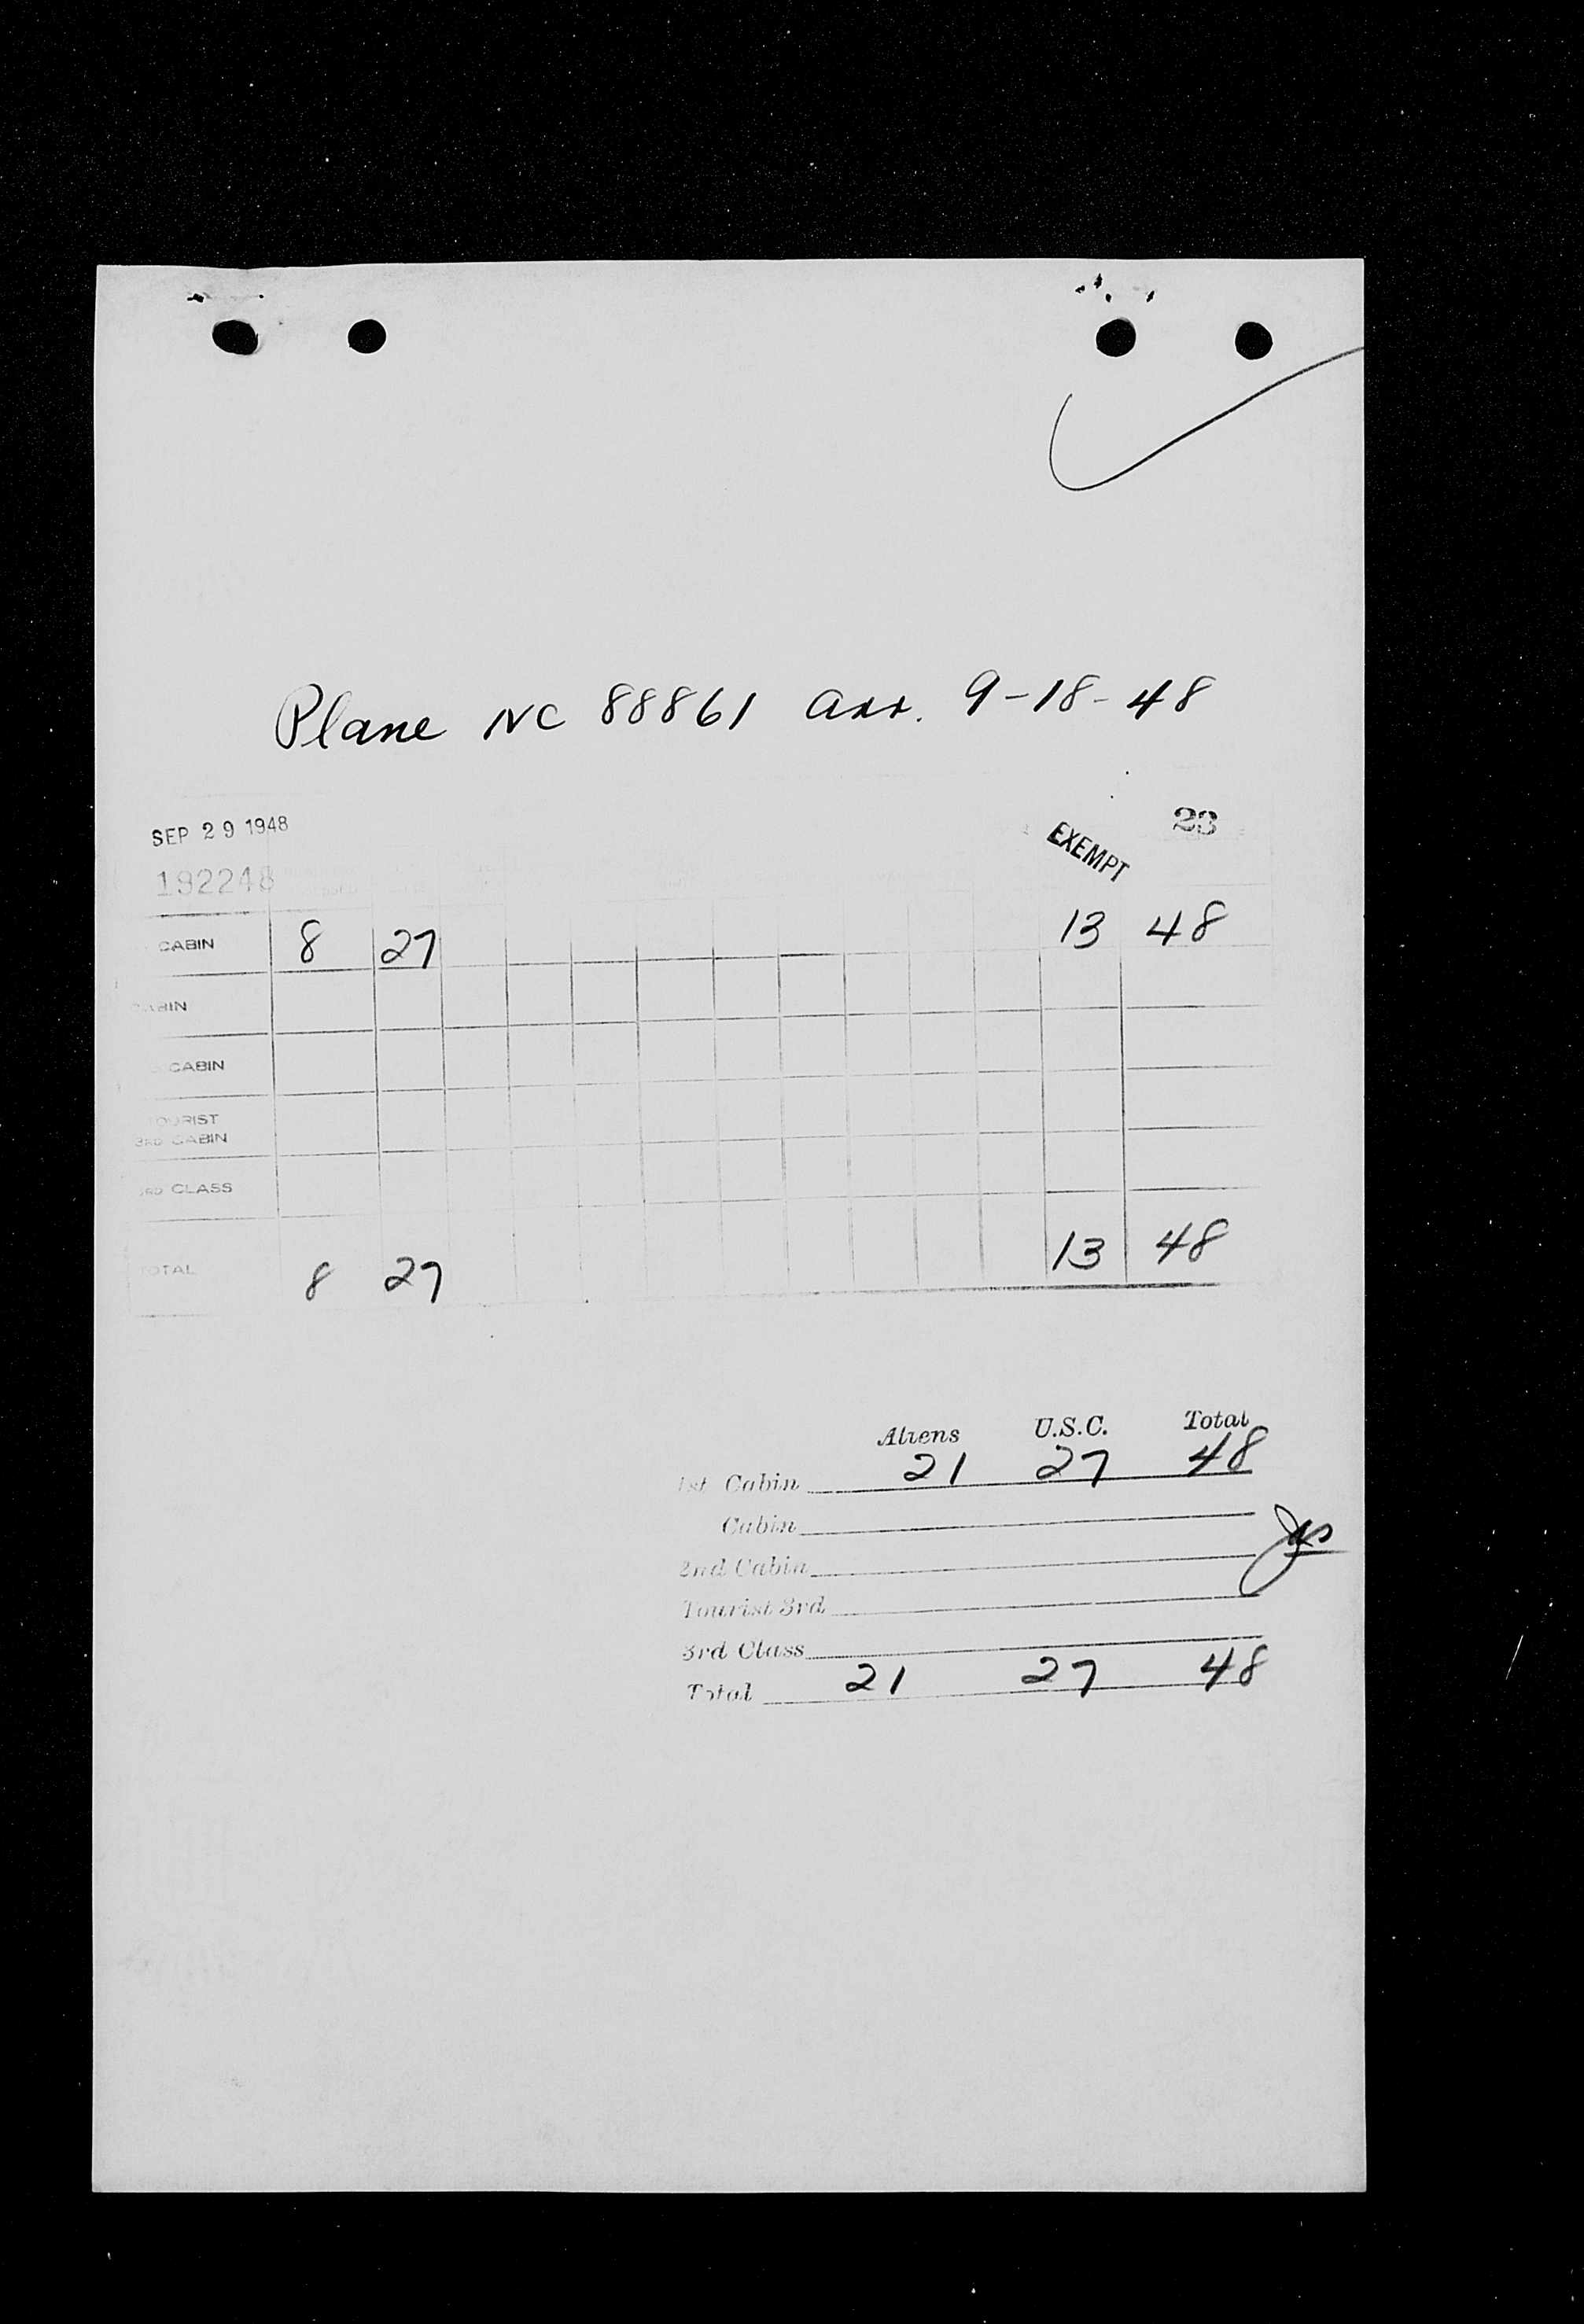 Plane NC 88861 arr. 9-18-48
SEP 29 1948
EXEMPT
23
192248
CABIN 8 27 13 48
CABIN
CABIN
TOURIST
3RD CABIN
3RD CLASS
TOTAL 8 27 13 48
Aliens U.S.C. Total
1st Cabin 21 27 48
Cabin
2nd Cabin
Tourist 3rd
3rd Class
Total 21 27 48